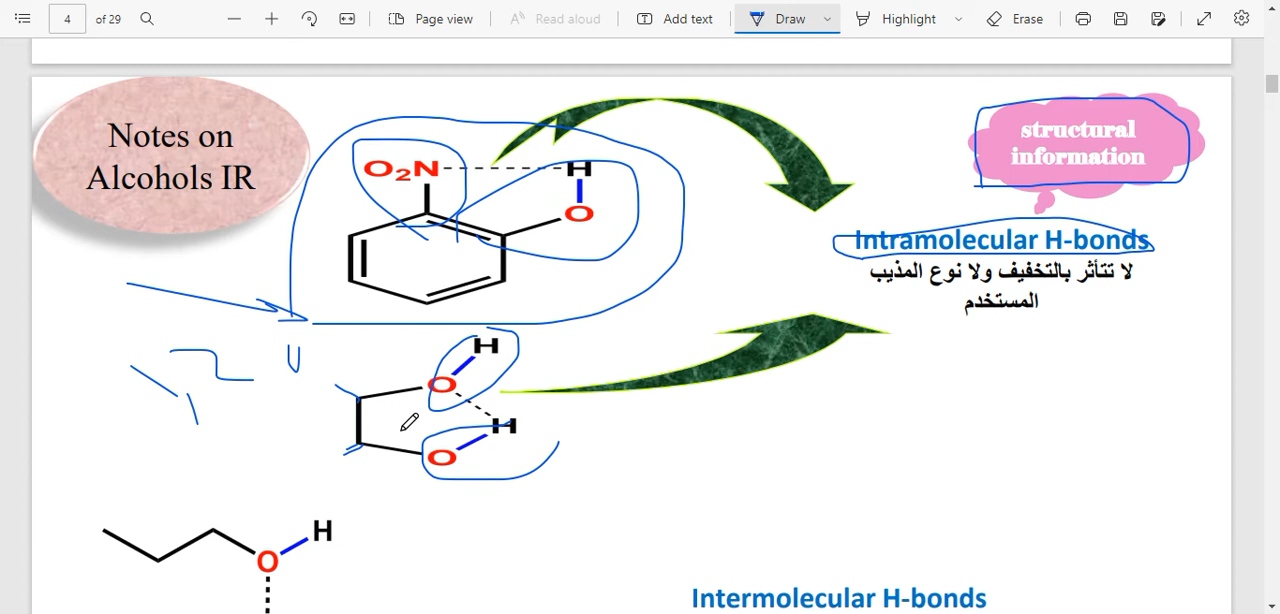 4 of 29 Page view Read aloud Add text Draw Highlight Erase
Notes on
Alcohols IR
structural
information
O₂N H
O
Intramolecular H-bonds
لا تتأثر بالتخفيف ولا نوع المذيب
المستخدم
H
O
H
O
H
O
Intermolecular H-bonds